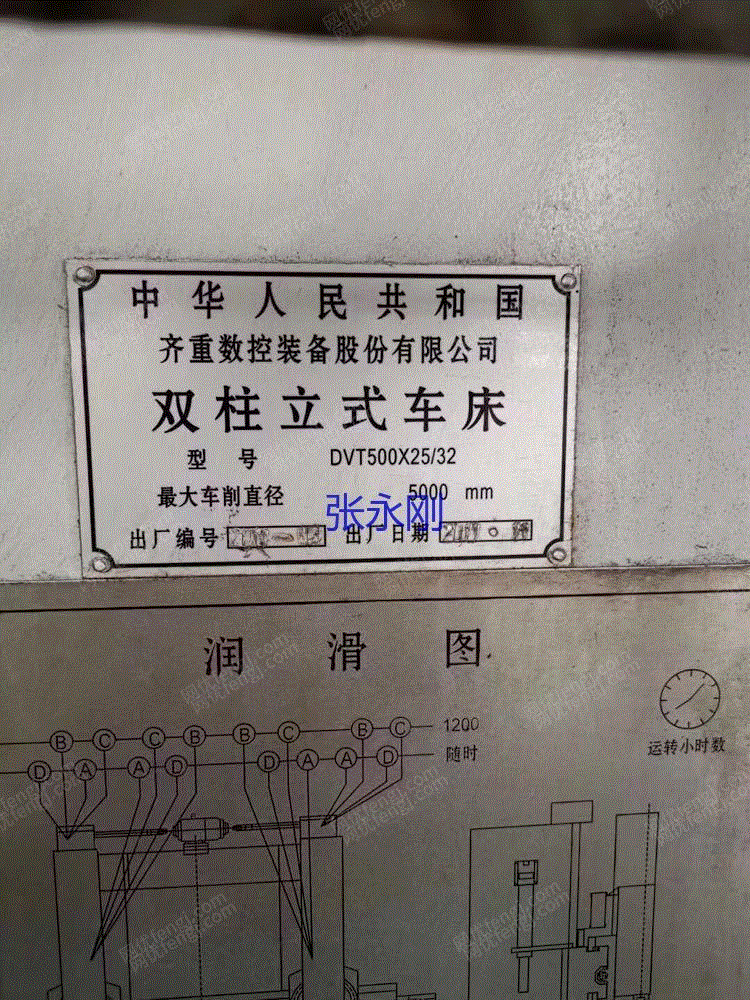 中华人民共和国
齐重数控装备股份有限公司
双柱立式车床
型号 DVT500X25/32
最大车削直径 5000 mm
张永刚
出厂编号 出厂日期
润滑图
B C C B B C B C 1200
D A A D D A A D 随时
运转小时数